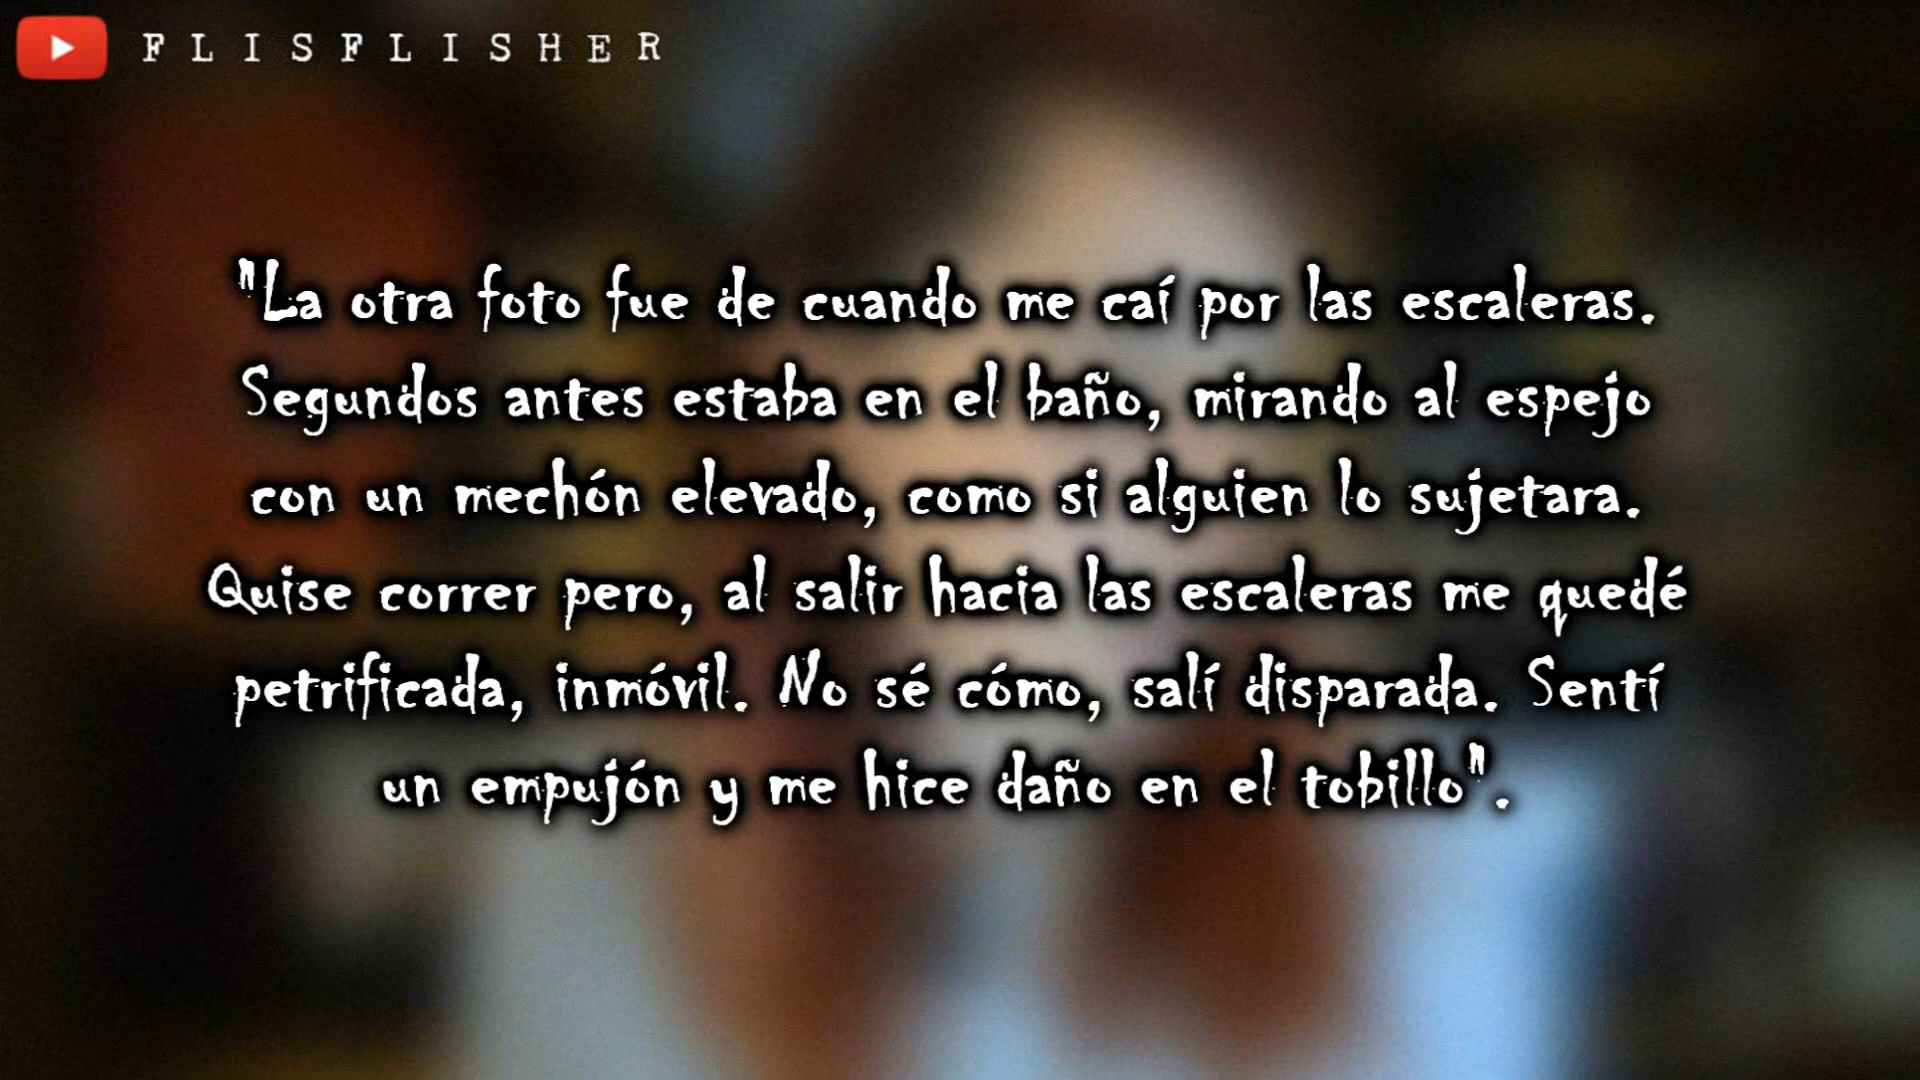 F L I S F L I S H E R
"La otra foto fue de cuando me caí por las escaleras.
Segundos antes estaba en el baño, mirando al espejo
con un mechón elevado, como si alguien lo sujetara.
Quise correr pero, al salir hacia las escaleras me quedé
petrificada, inmóvil. No sé cómo, salí disparada. Sentí
un empujón y me hice daño en el tobillo".